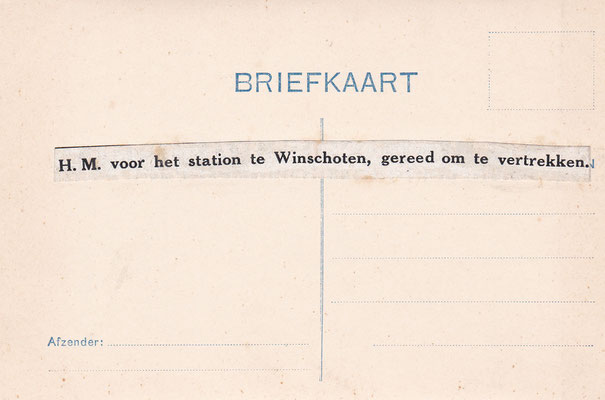 BRIEFKAART
H. M. voor het station te Winschoten, gereed om te vertrekken.
Afzender: